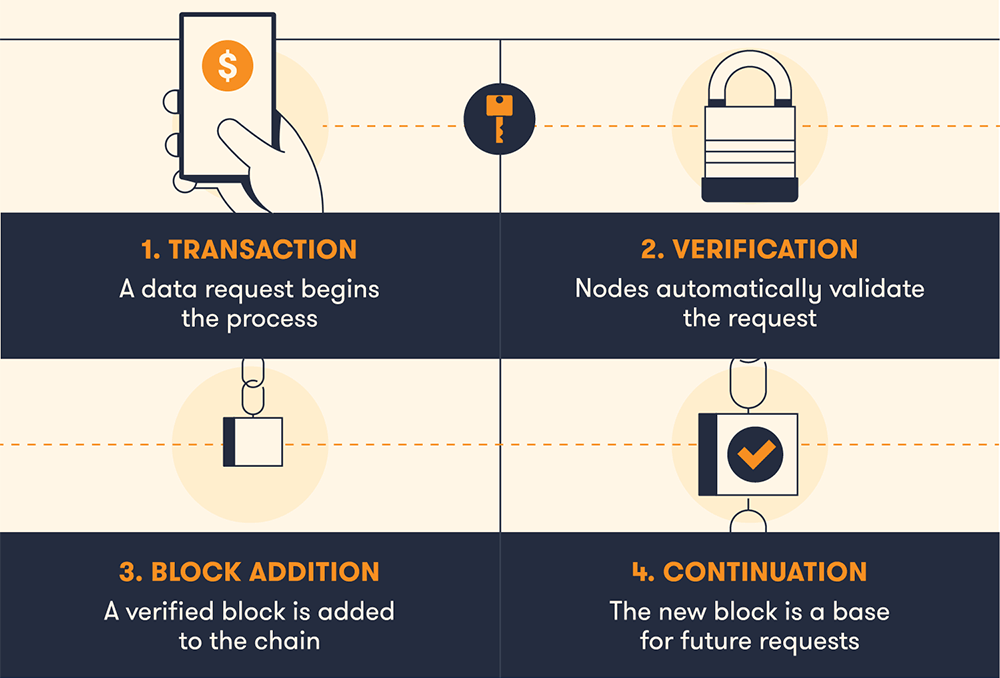 $
1. TRANSACTION
A data request begins
the process
2. VERIFICATION
Nodes automatically validate
the request
3. BLOCK ADDITION
A verified block is added
to the chain
4. CONTINUATION
The new block is a base
for future requests